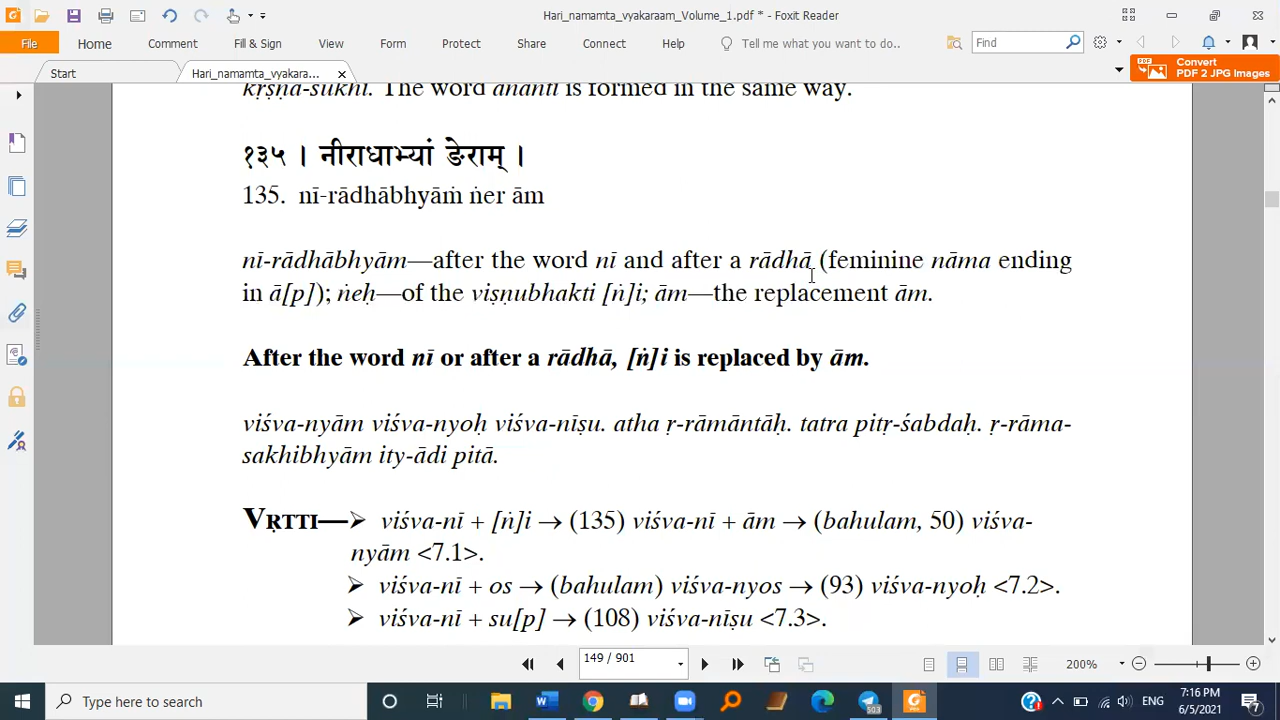 Hari_namamta_vyakaraam_Volume_1.pdf * - Foxit Reader
File Home Comment Fill & Sign View Form Protect Share Connect Help Tell me what you want to do.. Find
Start Hari_namamta_vyakara... Convert
PDF 2 JPG Images
kṛṣṇa-sukhī. The word anantī is formed in the same way.
१३५ । नीराधाभ्यां ङेराम् ।
135. nī-rādhābhyāṁ ṅer ām
nī-rādhābhyām—after the word nī and after a rādhā (feminine nāma ending
in ā[p]); ṅeḥ—of the viṣṇubhakti [ṅ]i; ām—the replacement ām.
After the word nī or after a rādhā, [ṅ]i is replaced by ām.
viśva-nyām viśva-nyoḥ viśva-nīṣu. atha ṛ-rāmāntāḥ. tatra pitṛ-śabdaḥ. ṛ-rāma-
sakhibhyām ity-ādi pitā.
VṚTTI—➢ viśva-nī + [ṅ]i → (135) viśva-nī + ām → (bahulam, 50) viśva-
nyām <7.1>.
➢ viśva-nī + os → (bahulam) viśva-nyos → (93) viśva-nyoḥ <7.2>.
➢ viśva-nī + su[p] → (108) viśva-nīṣu <7.3>.
149 / 901 200%
Type here to search 50.3 ENG 7:16 PM
6/5/2021 7